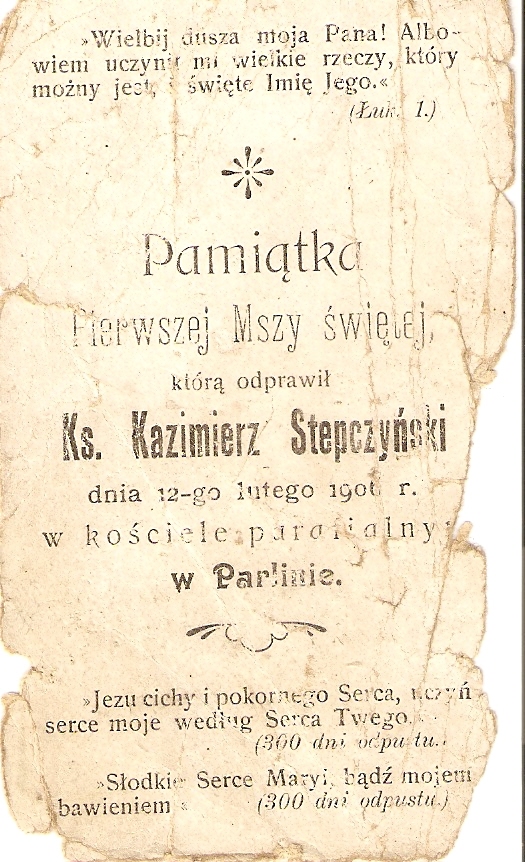 »Wielbij dusza moja Pana! Albo-
wiem uczynił mi wielkie rzeczy, który
możny jest, i święte Imię Jego.«
(Łuk. 1.)
Pamiątka
Pierwszej Mszy świętej,
którą odprawił
Ks. Kazimierz Stepczyński
dnia 12-go lutego r.
w kościele parafialnym
w Parlinie.
»Jezu cichy i pokornego Serca, uczyń
serce moje według Serca Twego.
(300 dni odpustu.)
»Słodkie Serce Maryi, bądź mojem
bawieniem «
(300 dni odpustu.)